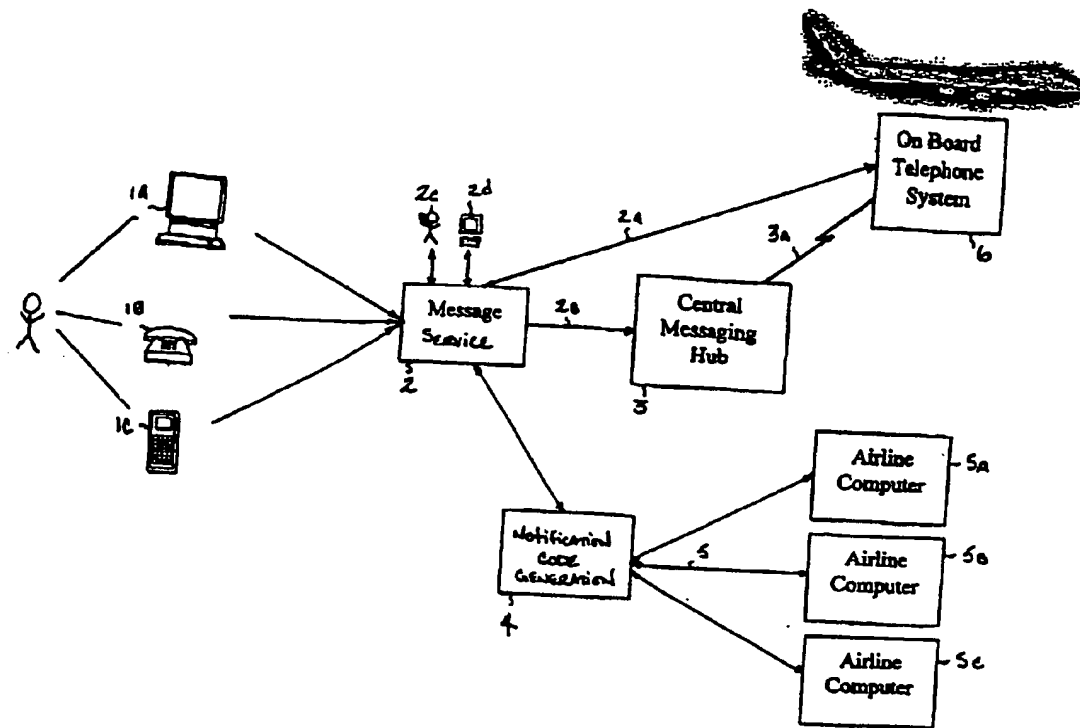 On Board
Telephone
System
6
1A
2c
2d
2A
3A
1B
Message
Service
2
2B
Central
Messaging
Hub
3
1C
Airline
Computer
5A
Notification
Code
Generation
4
5
Airline
Computer
5B
Airline
Computer
5C